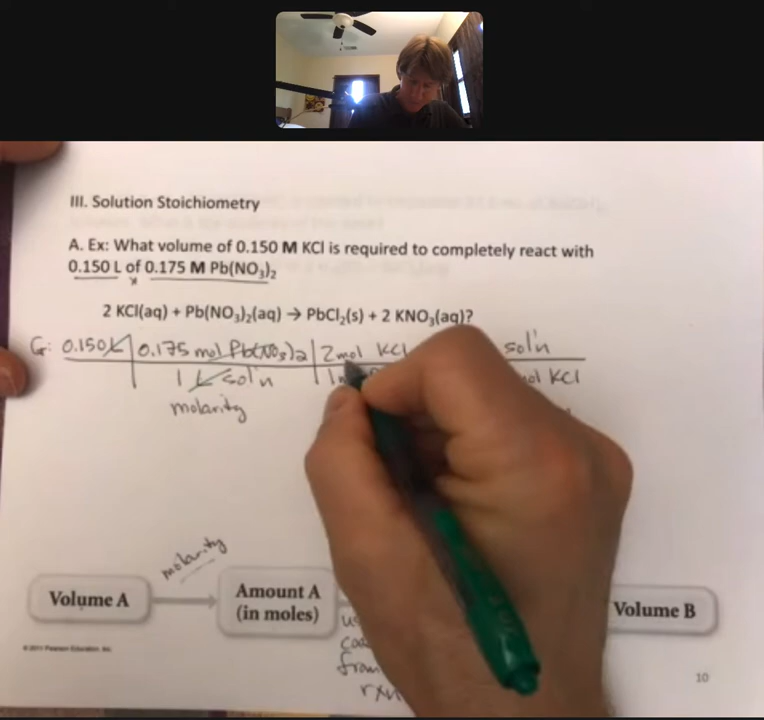 III. Solution Stoichiometry
A. Ex: What volume of 0.150 M KCl is required to completely react with
0.150 L of 0.175 M Pb(NO3)2
2 KCl(aq) + Pb(NO3)2(aq) → PbCl2(s) + 2 KNO3(aq)?
G: 0.150 L | 0.175 mol Pb(NO3)2 | 2 mol KCl sol'n
1 L sol'n | 1 mol KCl
molarity
molarity
Volume A
Amount A
(in moles)
Volume B
from
rxn
10